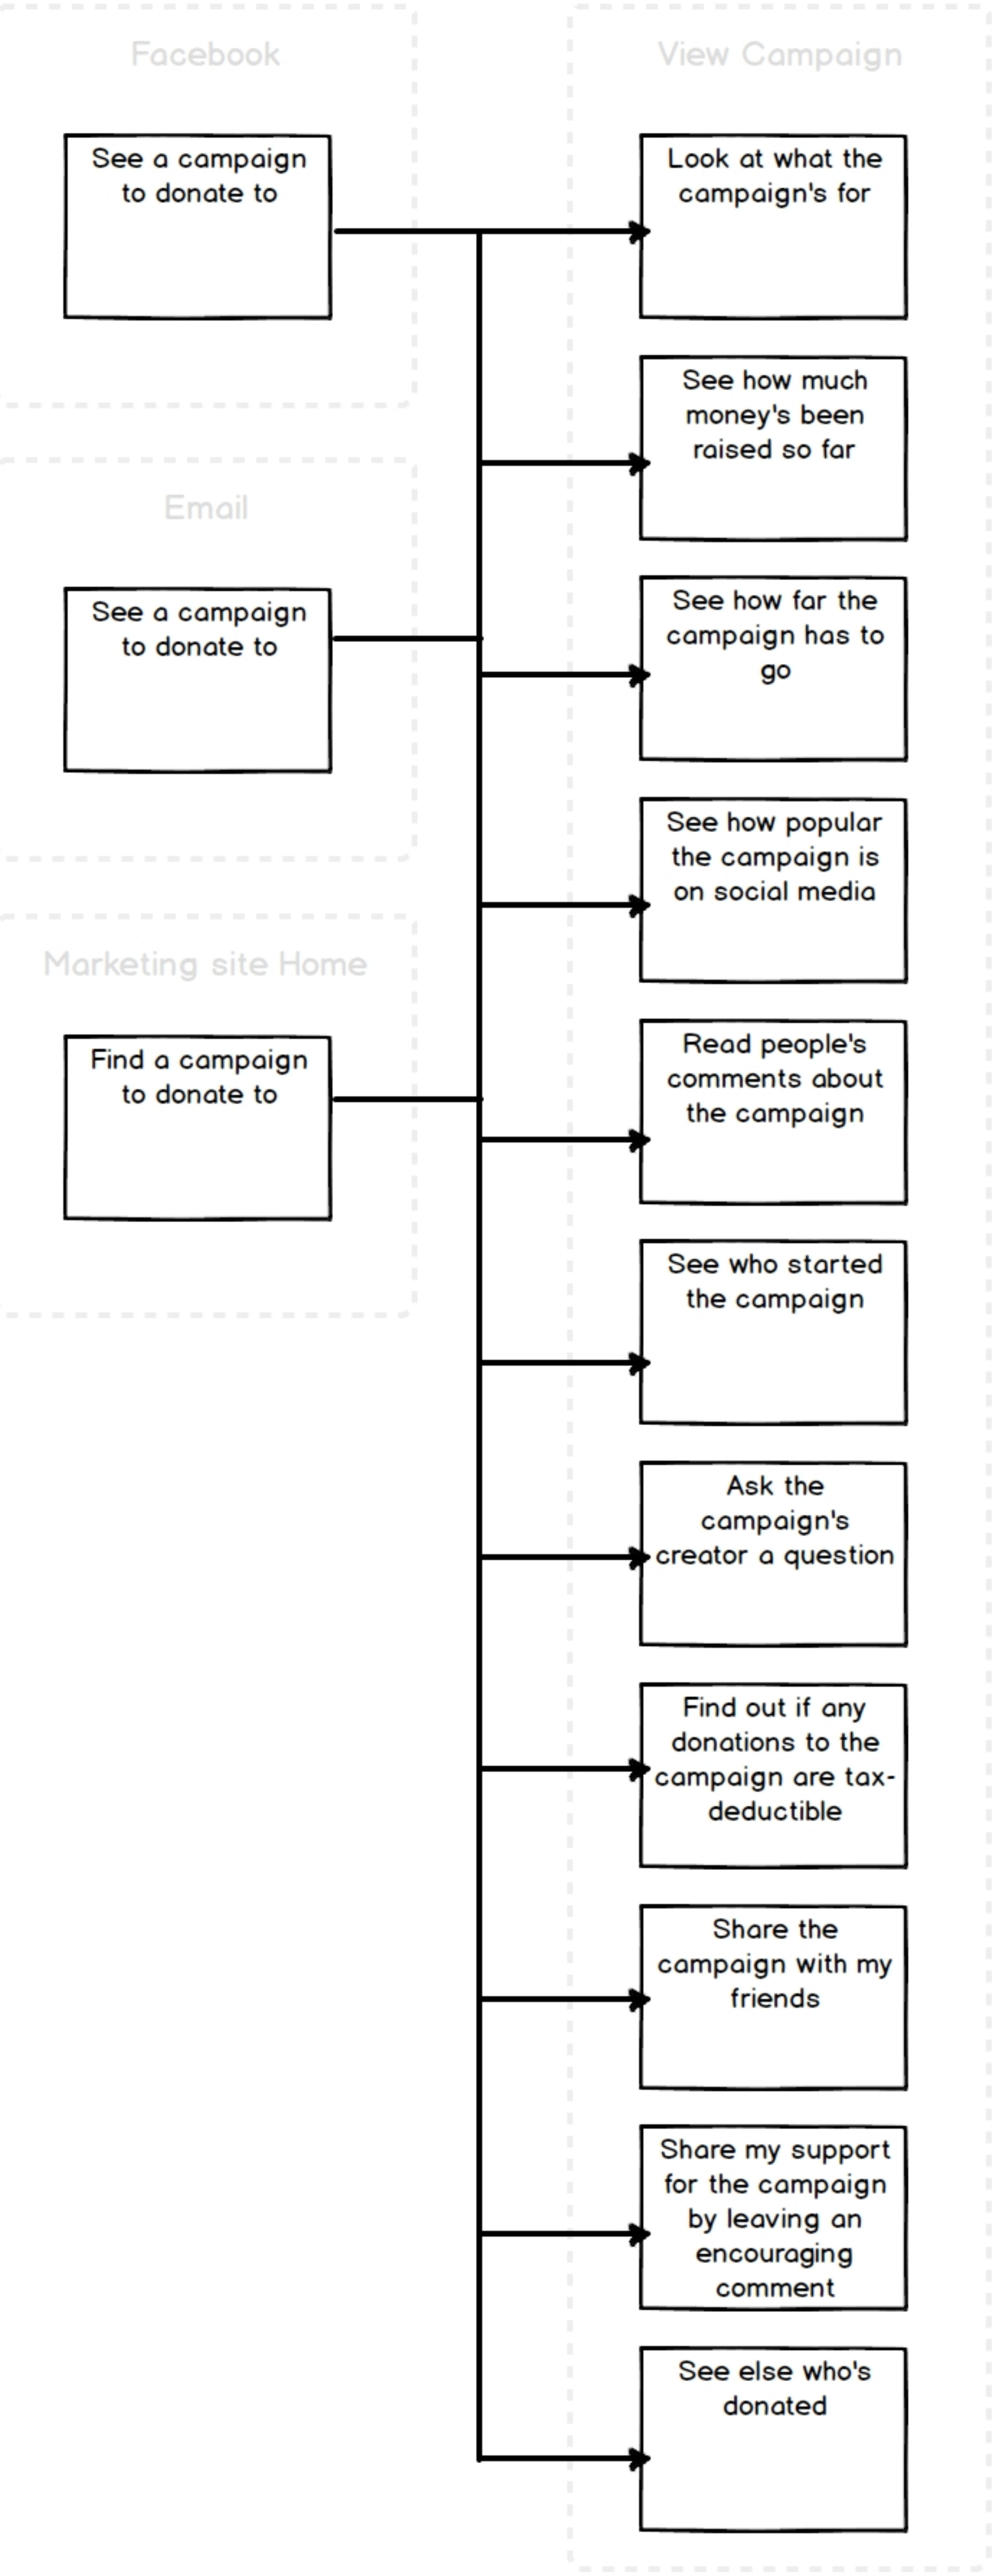 Facebook
See a campaign
to donate to
Email
See a campaign
to donate to
Marketing site Home
Find a campaign
to donate to
View Campaign
Look at what the
campaign's for
See how much
money's been
raised so far
See how far the
campaign has to
go
See how popular
the campaign is
on social media
Read people's
comments about
the campaign
See who started
the campaign
Ask the
campaign's
creator a question
Find out if any
donations to the
campaign are tax-
deductible
Share the
campaign with my
friends
Share my support
for the campaign
by leaving an
encouraging
comment
See else who's
donated